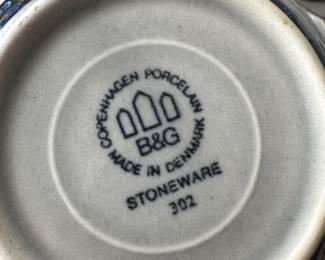 COPENHAGEN PORCELAIN
B&G
MADE IN DENMARK
STONEWARE
302